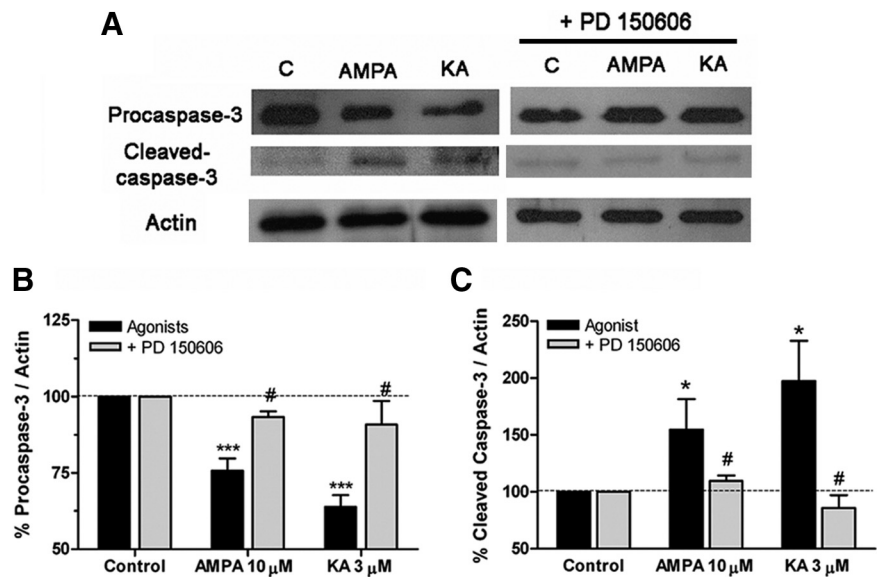 A
+ PD 150606
C AMPA KA C AMPA KA
Procaspase-3
Cleaved-
caspase-3
Actin
B
% Procaspase-3 / Actin
125
100
75
50
Agonists
+ PD 150606
***
#
***
#
Control AMPA 10 μM KA 3 μM
C
% Cleaved Caspase-3 / Actin
250
200
150
100
50
Agonist
+ PD 150606
*
#
*
#
Control AMPA 10 μM KA 3 μM